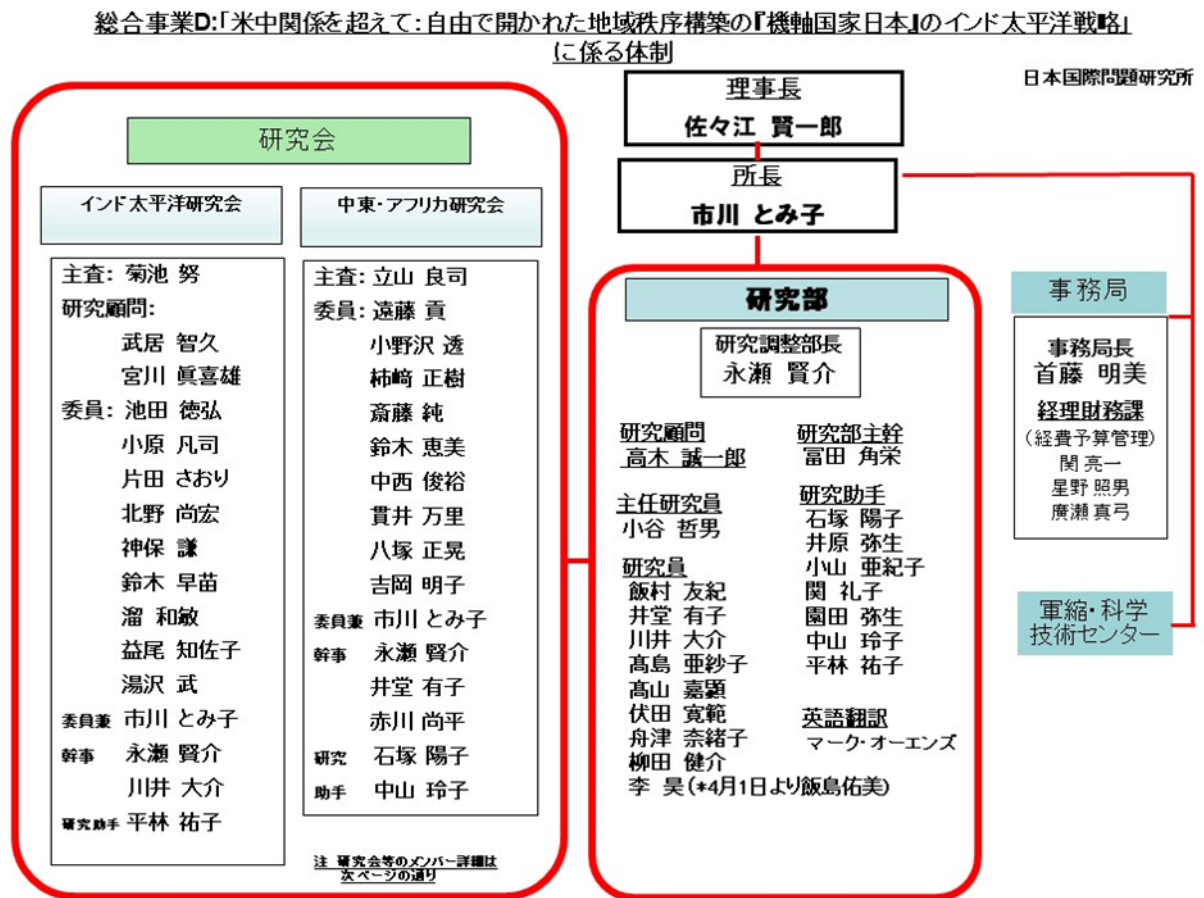 総合事業D:「米中関係を超えて:自由で開かれた地域秩序構築の『機軸国家日本』のインド太平洋戦略」
に係る体制
日本国際問題研究所
理事長
佐々江 賢一郎
所長
市川 とみ子
研究会
インド太平洋研究会
主査: 菊池 努
研究顧問:
武居 智久
宮川 眞喜雄
委員: 池田 徳弘
小原 凡司
片田 さおり
北野 尚宏
神保 謙
鈴木 早苗
溜 和敏
益尾 知佐子
湯沢 武
委員兼 市川 とみ子
幹事 永瀬 賢介
川井 大介
研究助手 平林 祐子
中東・アフリカ研究会
主査: 立山 良司
委員: 遠藤 貢
小野沢 透
柿﨑 正樹
斎藤 純
鈴木 恵美
中西 俊裕
貫井 万里
八塚 正晃
吉岡 明子
委員兼 市川 とみ子
幹事 永瀬 賢介
井堂 有子
赤川 尚平
研究 石塚 陽子
助手 中山 玲子
注 研究会等のメンバー詳細は
次ページの通り
研究部
研究調整部長
永瀬 賢介
研究顧問
高木 誠一郎
主任研究員
小谷 哲男
研究員
飯村 友紀
井堂 有子
川井 大介
髙島 亜紗子
髙山 嘉顕
伏田 寛範
舟津 奈緒子
柳田 健介
李 昊(*4月1日より飯島佑美)
研究部主幹
冨田 角栄
研究助手
石塚 陽子
井原 弥生
小山 亜紀子
関 礼子
園田 弥生
中山 玲子
平林 祐子
英語翻訳
マーク・オーエンズ
事務局
事務局長
首藤 明美
経理財務課
(経費予算管理)
関 亮一
星野 照男
廣瀬 真弓
軍縮・科学
技術センター